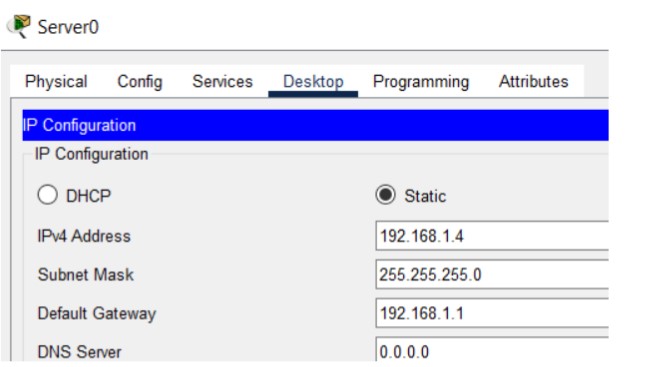 Server0
Physical Config Services Desktop Programming Attributes
IP Configuration
IP Configuration
DHCP Static
IPv4 Address 192.168.1.4
Subnet Mask 255.255.255.0
Default Gateway 192.168.1.1
DNS Server 0.0.0.0